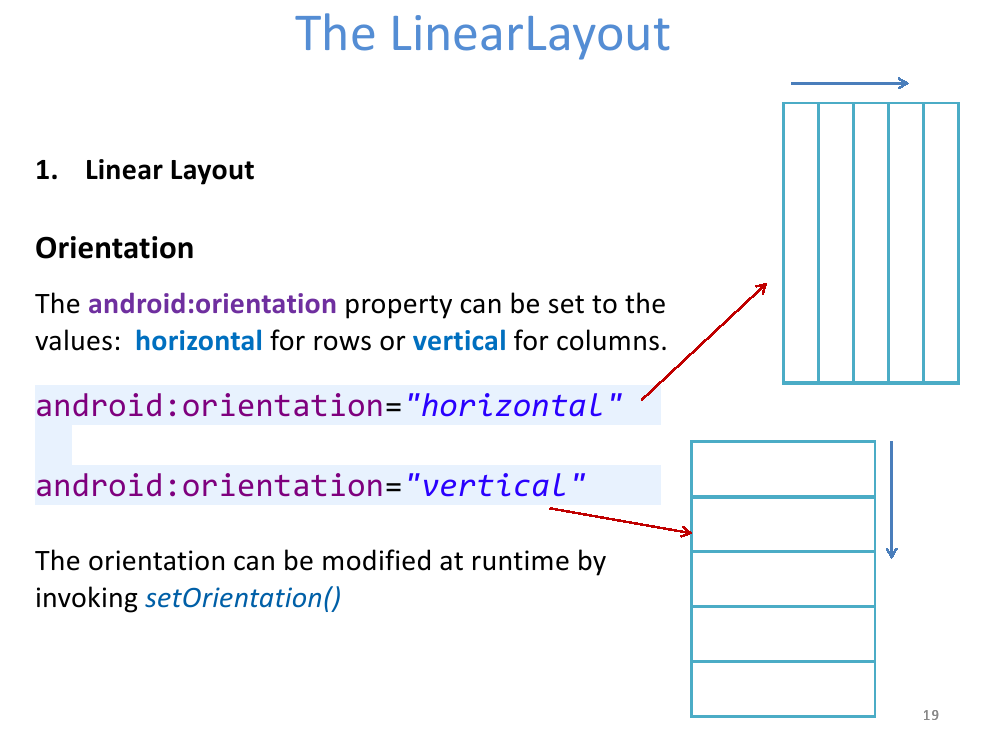 The LinearLayout
1. Linear Layout
Orientation
The android:orientation property can be set to the
values: horizontal for rows or vertical for columns.
android:orientation="horizontal"
android:orientation="vertical"
The orientation can be modified at runtime by
invoking setOrientation()
19